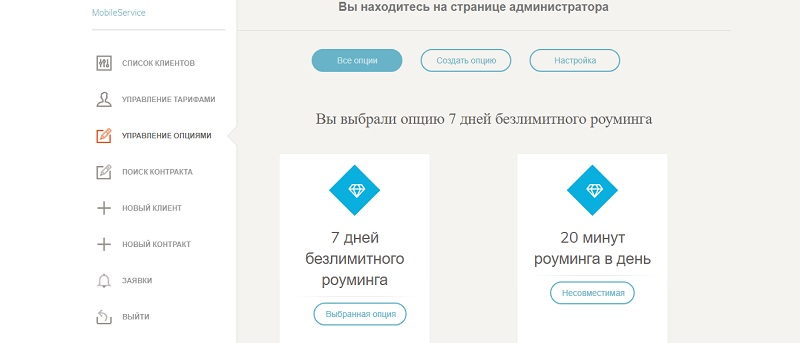 MobileService
СПИСОК КЛИЕНТОВ
УПРАВЛЕНИЕ ТАРИФАМИ
УПРАВЛЕНИЕ ОПЦИЯМИ
ПОИСК КОНТРАКТА
НОВЫЙ КЛИЕНТ
НОВЫЙ КОНТРАКТ
ЗАЯВКИ
ВЫЙТИ
Вы находитесь на странице администратора
Все опции
Создать опцию
Настройка
Вы выбрали опцию 7 дней безлимитного роуминга
7 дней
безлимитного
роуминга
Выбранная опция
20 минут
роуминга в день
Несовместимая